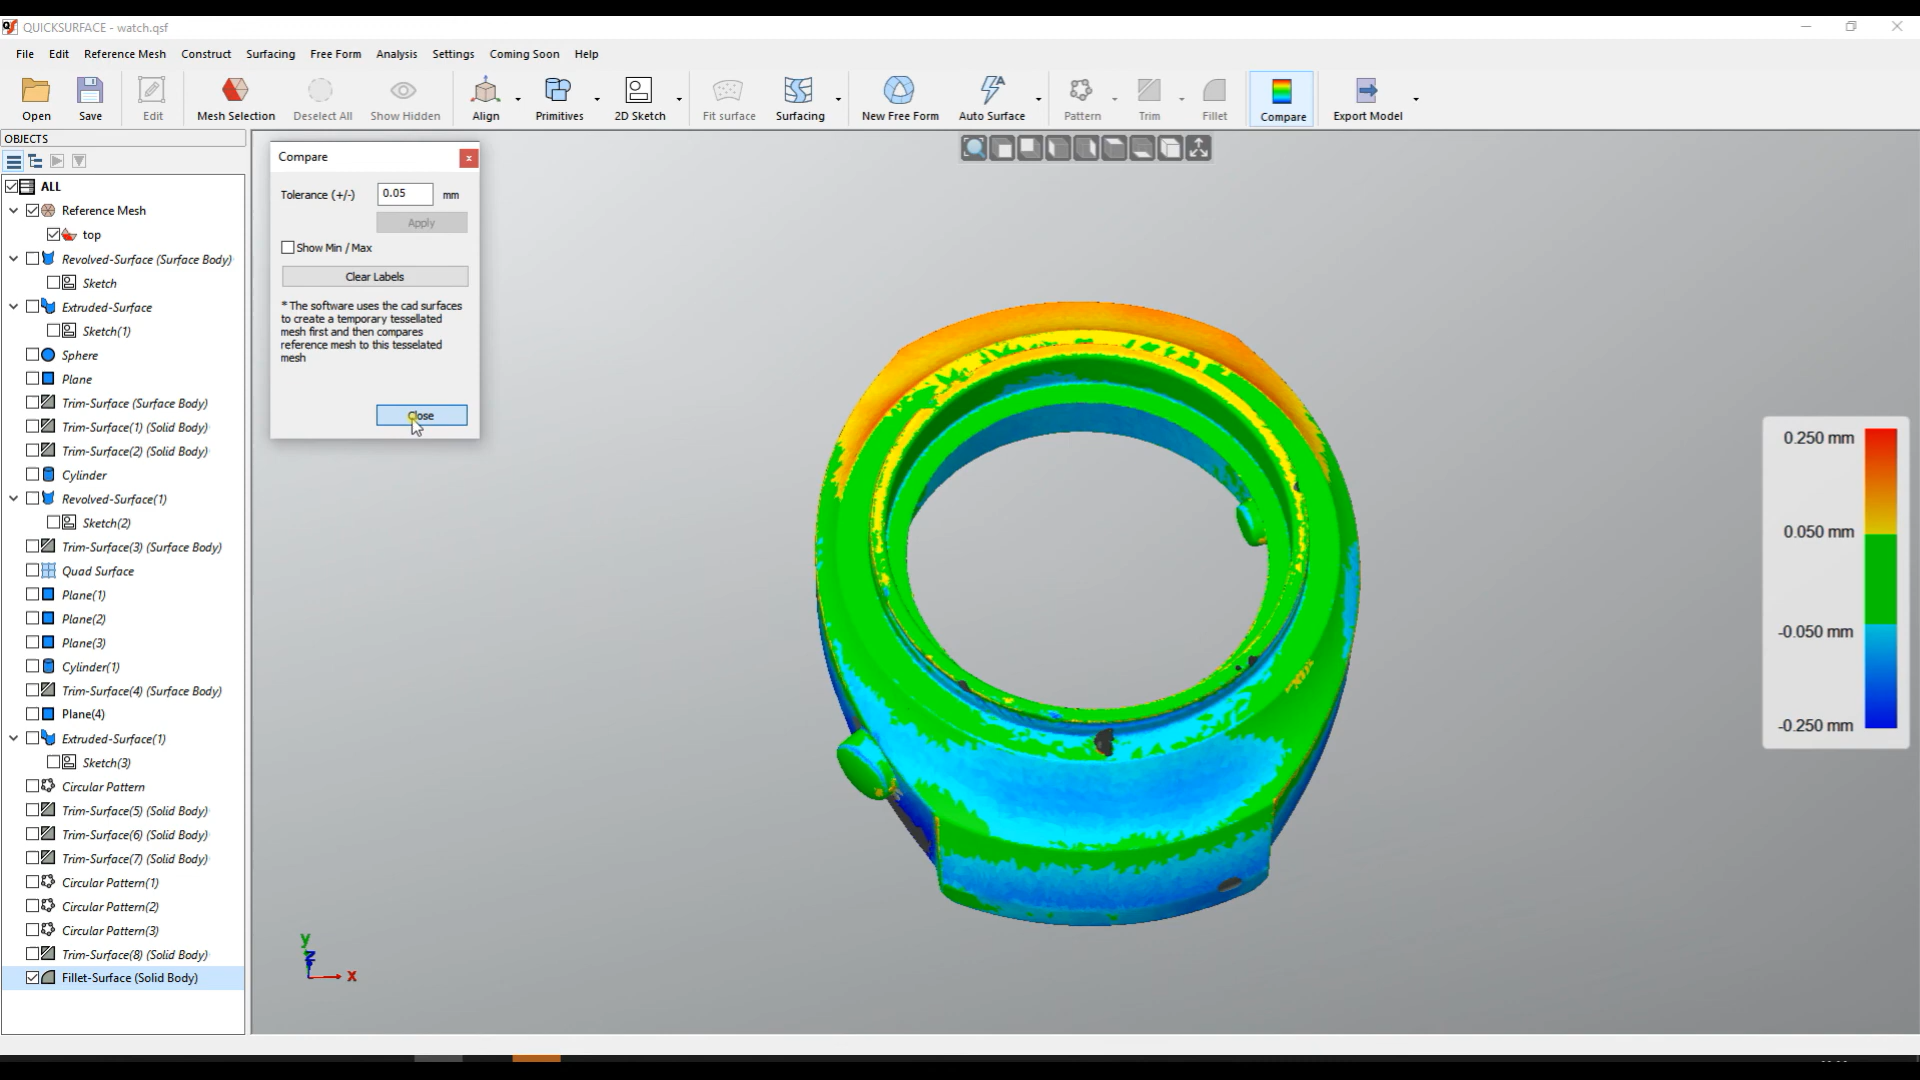 QUICKSURFACE - watch.qsf
File Edit Reference Mesh Construct Surfacing Free Form Analysis Settings Coming Soon Help
Open Save Edit Mesh Selection Deselect All Show Hidden Align Primitives 2D Sketch Fit surface Surfacing New Free Form Auto Surface Pattern Trim Fillet Compare Export Model
OBJECTS
ALL
Reference Mesh
top
Revolved-Surface (Surface Body)
Sketch
Extruded-Surface
Sketch(1)
Sphere
Plane
Trim-Surface (Surface Body)
Trim-Surface(1) (Solid Body)
Trim-Surface(2) (Solid Body)
Cylinder
Revolved-Surface(1)
Sketch(2)
Trim-Surface(3) (Surface Body)
Quad Surface
Plane(1)
Plane(2)
Plane(3)
Cylinder(1)
Trim-Surface(4) (Surface Body)
Plane(4)
Extruded-Surface(1)
Sketch(3)
Circular Pattern
Trim-Surface(5) (Solid Body)
Trim-Surface(6) (Solid Body)
Trim-Surface(7) (Solid Body)
Circular Pattern(1)
Circular Pattern(2)
Circular Pattern(3)
Trim-Surface(8) (Solid Body)
Fillet-Surface (Solid Body)
Compare
Tolerance (+/-) 0.05 mm
Apply
Show Min / Max
Clear Labels
* The software uses the cad surfaces
to create a temporary tessellated
mesh first and then compares
reference mesh to this tesselated
mesh
Close
0.250 mm
0.050 mm
-0.050 mm
-0.250 mm
y
z
x